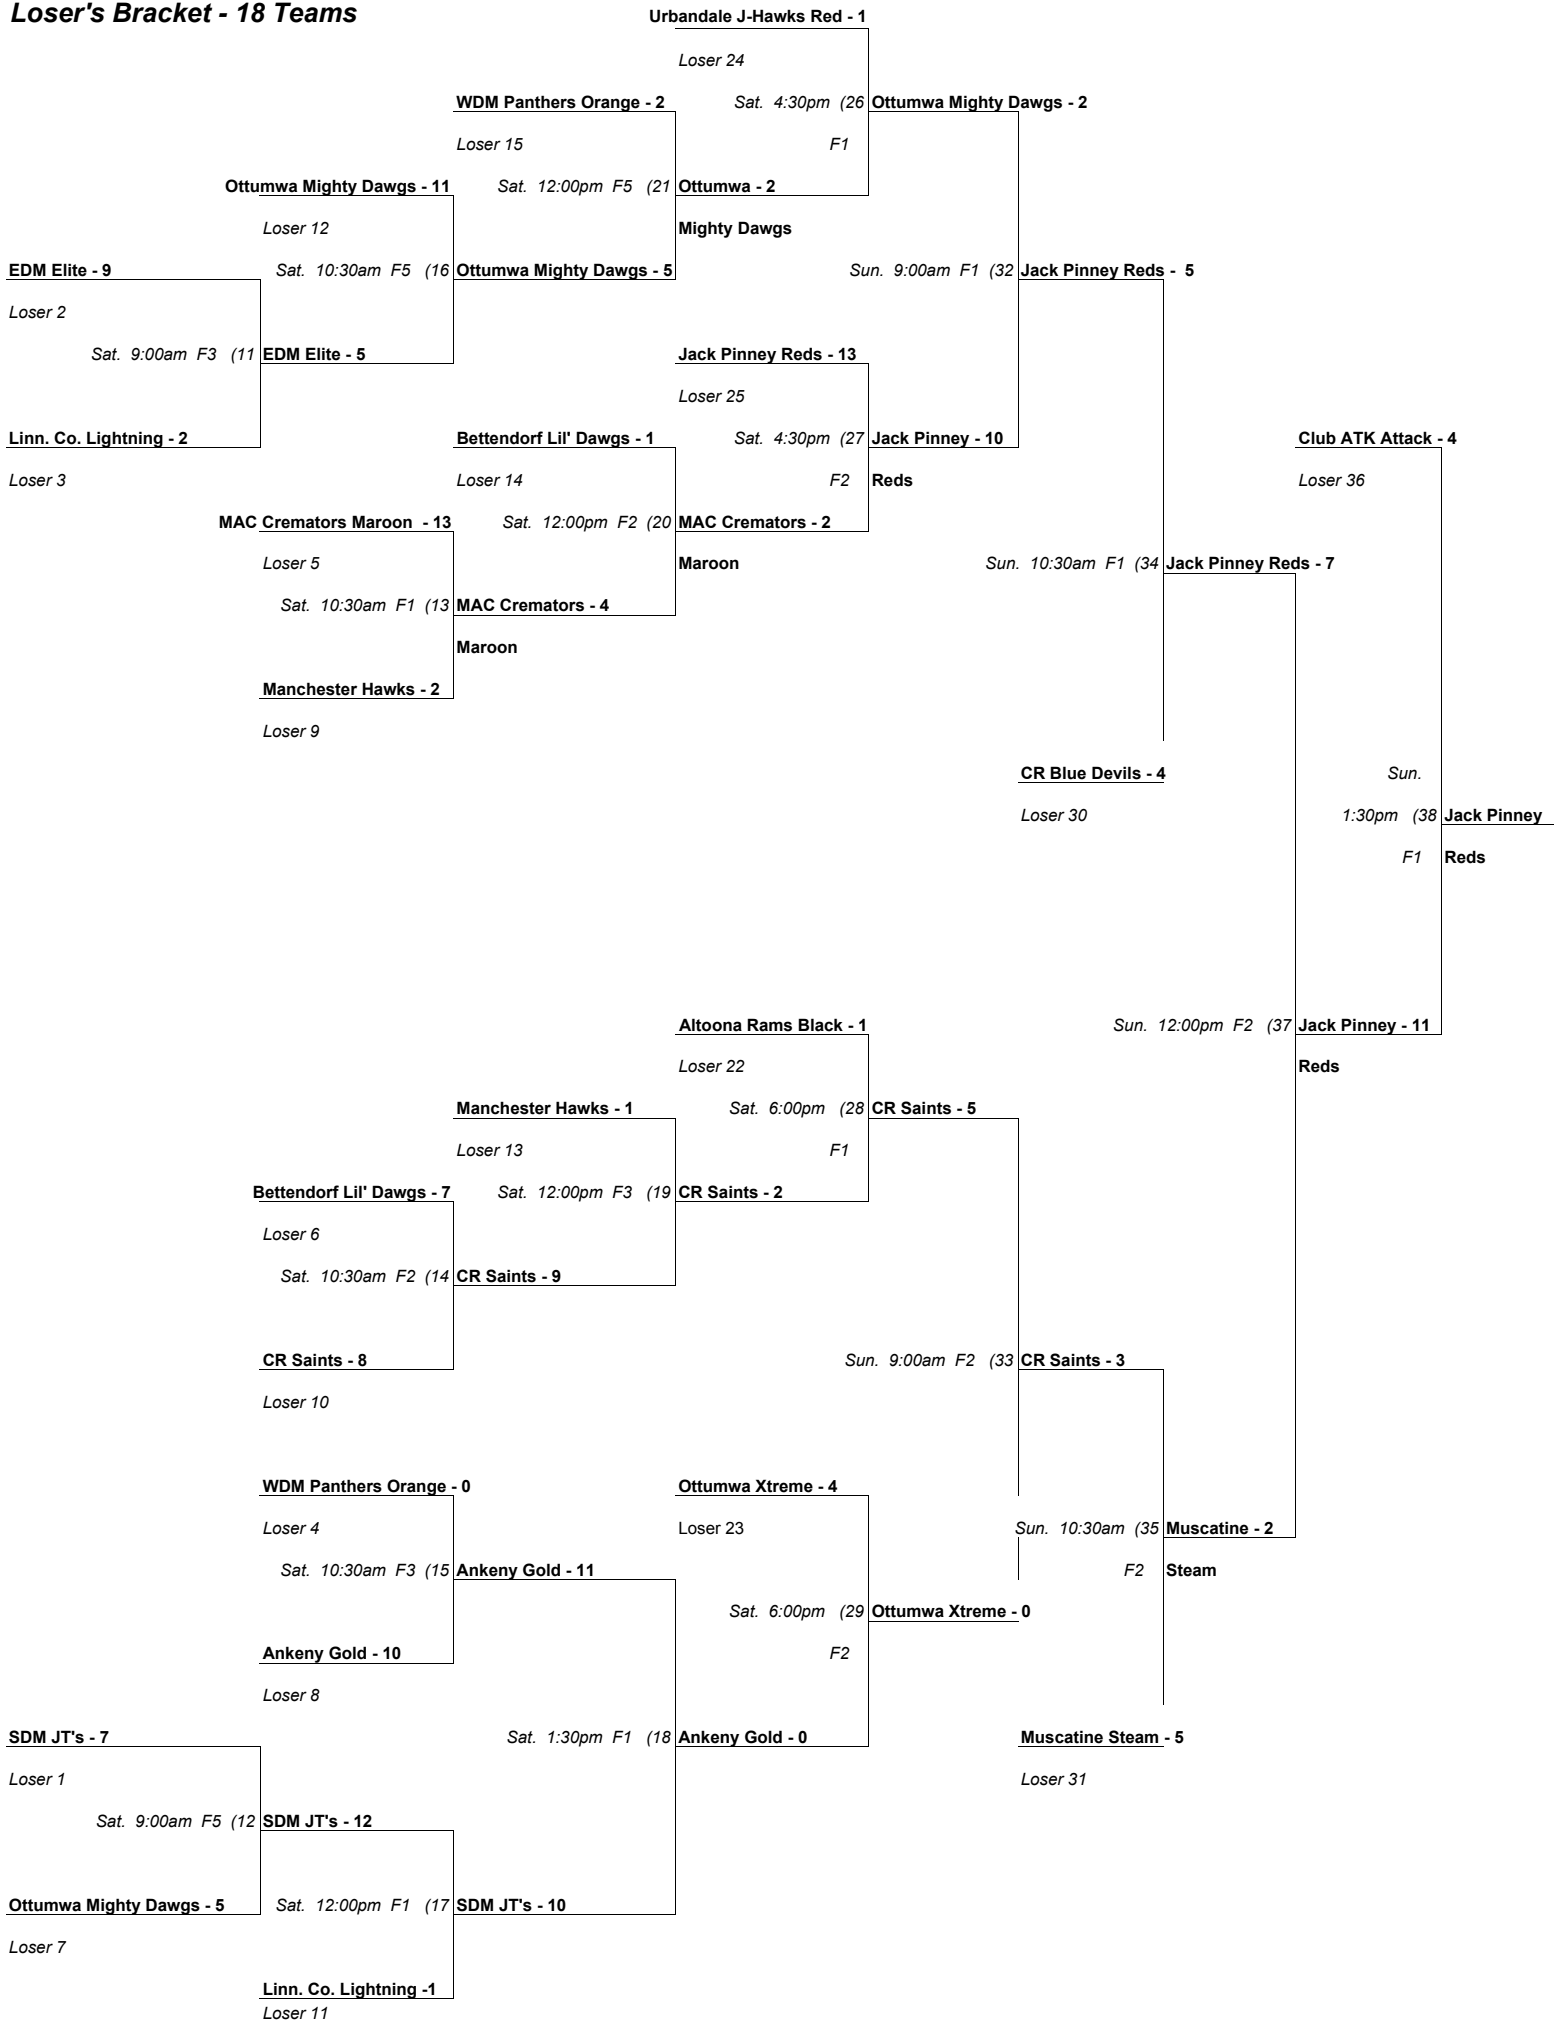 Loser's Bracket - 18 Teams
Urbandale J-Hawks Red - 1
Loser 24
WDM Panthers Orange - 2
Sat. 4:30pm (26
Ottumwa Mighty Dawgs - 2
Loser 15
F1
Ottumwa Mighty Dawgs - 11
Sat. 12:00pm F5 (21
Ottumwa - 2
Loser 12
Mighty Dawgs
EDM Elite - 9
Sat. 10:30am F5 (16
Ottumwa Mighty Dawgs - 5
Sun. 9:00am F1 (32
Jack Pinney Reds - 5
Loser 2
Sat. 9:00am F3 (11
EDM Elite - 5
Jack Pinney Reds - 13
Loser 25
Linn. Co. Lightning - 2
Bettendorf Lil' Dawgs - 1
Sat. 4:30pm (27
Jack Pinney - 10
Club ATK Attack - 4
Loser 3
Loser 14
F2
Reds
Loser 36
MAC Cremators Maroon - 13
Sat. 12:00pm F2 (20
MAC Cremators - 2
Loser 5
Maroon
Sun. 10:30am F1 (34
Jack Pinney Reds - 7
Sat. 10:30am F1 (13
MAC Cremators - 4
Maroon
Manchester Hawks - 2
Loser 9
CR Blue Devils - 4
Sun.
Loser 30
1:30pm (38
Jack Pinney
F1
Reds
Altoona Rams Black - 1
Sun. 12:00pm F2 (37
Jack Pinney - 11
Loser 22
Reds
Manchester Hawks - 1
Sat. 6:00pm (28
CR Saints - 5
Loser 13
F1
Bettendorf Lil' Dawgs - 7
Sat. 12:00pm F3 (19
CR Saints - 2
Loser 6
Sat. 10:30am F2 (14
CR Saints - 9
CR Saints - 8
Sun. 9:00am F2 (33
CR Saints - 3
Loser 10
WDM Panthers Orange - 0
Ottumwa Xtreme - 4
Loser 4
Loser 23
Sun. 10:30am (35
Muscatine - 2
Sat. 10:30am F3 (15
Ankeny Gold - 11
F2
Steam
Sat. 6:00pm (29
Ottumwa Xtreme - 0
Ankeny Gold - 10
F2
Loser 8
SDM JT's - 7
Sat. 1:30pm F1 (18
Ankeny Gold - 0
Muscatine Steam - 5
Loser 1
Loser 31
Sat. 9:00am F5 (12
SDM JT's - 12
Ottumwa Mighty Dawgs - 5
Sat. 12:00pm F1 (17
SDM JT's - 10
Loser 7
Linn. Co. Lightning -1
Loser 11